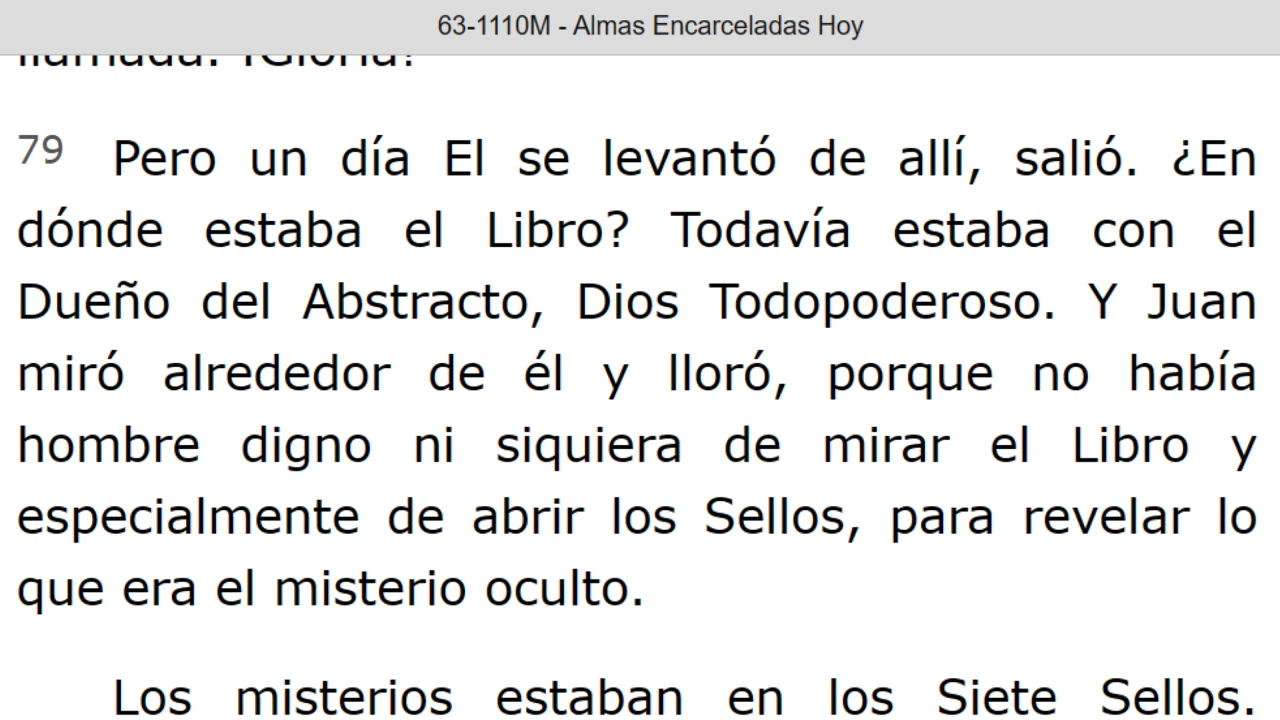 63-1110M - Almas Encarceladas Hoy
llamada. ¡Gloria!
79 Pero un día El se levantó de allí, salió. ¿En
dónde estaba el Libro? Todavía estaba con el
Dueño del Abstracto, Dios Todopoderoso. Y Juan
miró alrededor de él y lloró, porque no había
hombre digno ni siquiera de mirar el Libro y
especialmente de abrir los Sellos, para revelar lo
que era el misterio oculto.
Los misterios estaban en los Siete Sellos.